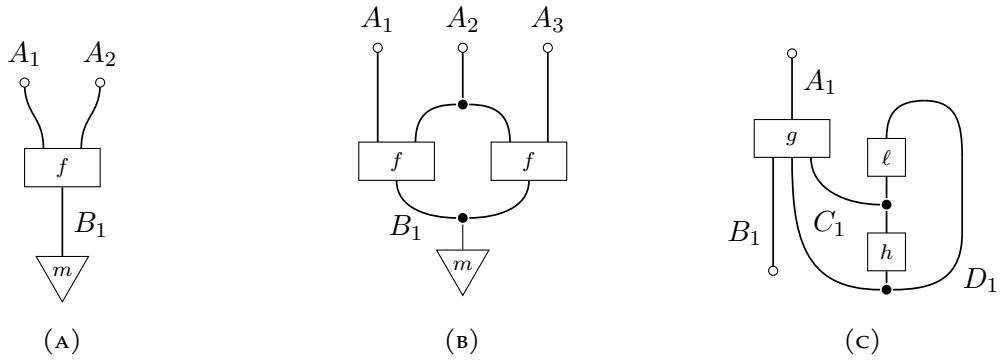 A₁ A₂ A₃
A₁ A₂ A₁
g ℓ
f f f
B₁ B₁ B₁ C₁ h
m m D₁
(A) (B) (C)